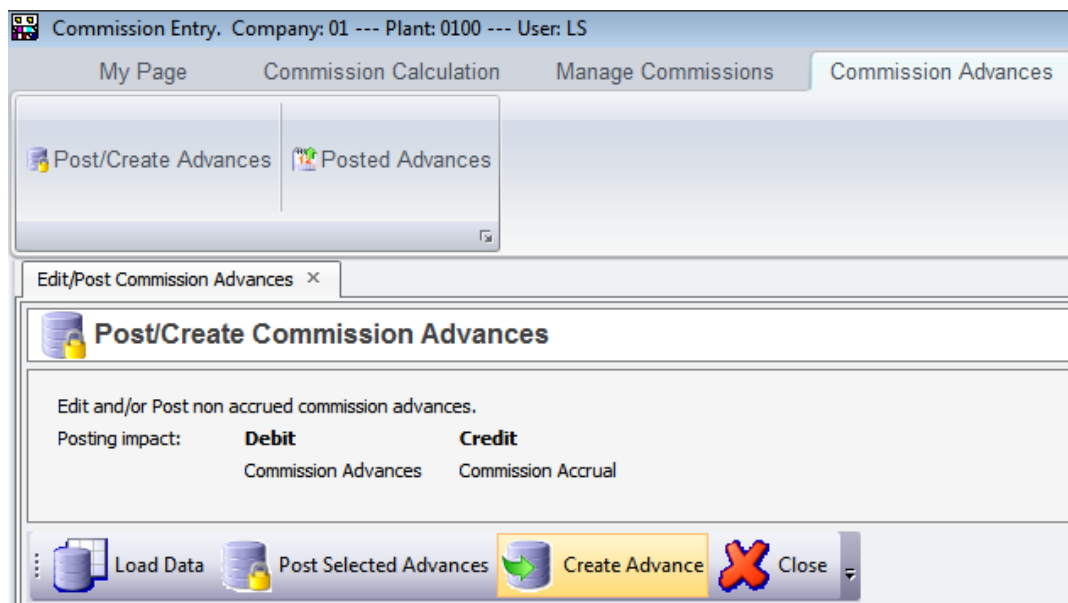 Commission Entry. Company: 01 --- Plant: 0100 --- User: LS
My Page Commission Calculation Manage Commissions Commission Advances
Post/Create Advances Posted Advances
Edit/Post Commission Advances
Post/Create Commission Advances
Edit and/or Post non accrued commission advances.
Posting impact: Debit Credit
Commission Advances Commission Accrual
Load Data Post Selected Advances Create Advance Close